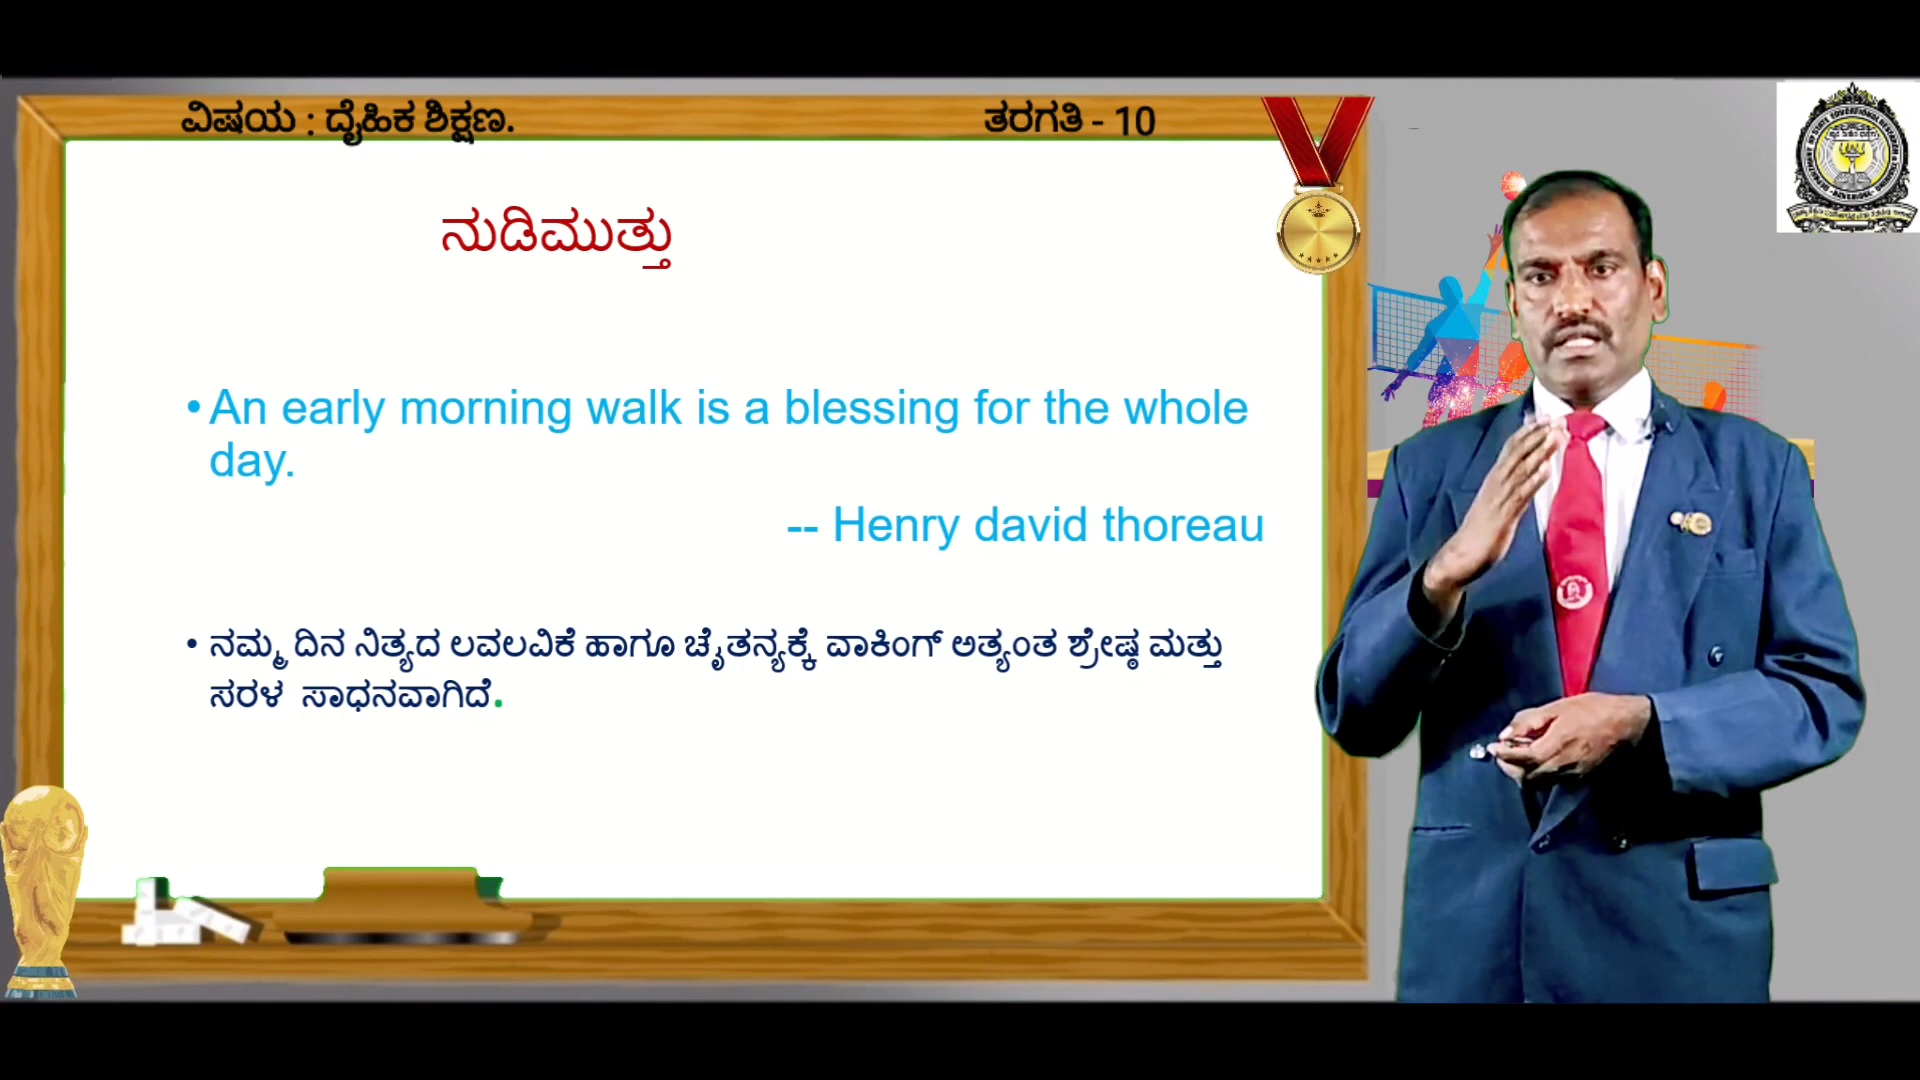 ವಿಷಯ : ದೈಹಿಕ ಶಿಕ್ಷಣ.
ತರಗತಿ - 10
ನುಡಿಮುತ್ತು
• An early morning walk is a blessing for the whole
day.
-- Henry david thoreau
• ನಮ್ಮ ದಿನ ನಿತ್ಯದ ಲವಲವಿಕೆ ಹಾಗೂ ಚೈತನ್ಯಕ್ಕೆ ವಾಕಿಂಗ್ ಅತ್ಯಂತ ಶ್ರೇಷ್ಠ ಮತ್ತು
ಸರಳ ಸಾಧನವಾಗಿದೆ.